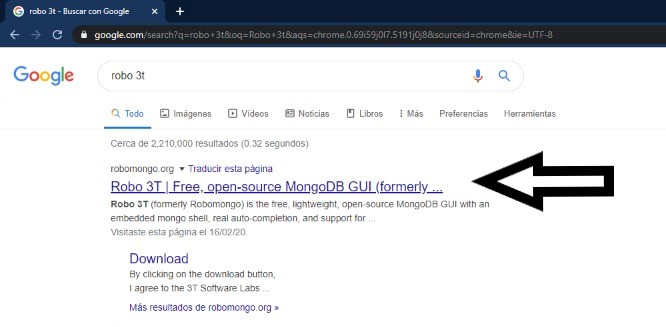 robo 3t - Buscar con Google
google.com/search?q=robo+3t&oq=Robo+3t&aqs=chrome.0.69i59j0l7.5191j0j8&sourceid=chrome&ie=UTF-8
Google
robo 3t
Todo Imágenes Vídeos Noticias Libros Más Preferencias Herramientas
Cerca de 2,210,000 resultados (0.32 segundos)
robomongo.org Traducir esta página
Robo 3T | Free, open-source MongoDB GUI (formerly ...
Robo 3T (formerly Robomongo) is the free, lightweight, open-source MongoDB GUI with an
embedded mongo shell, real auto-completion, and support for ...
Visitaste esta página el 16/02/20.
Download
By clicking on the download button,
I agree to the 3T Software Labs ...
Más resultados de robomongo.org »